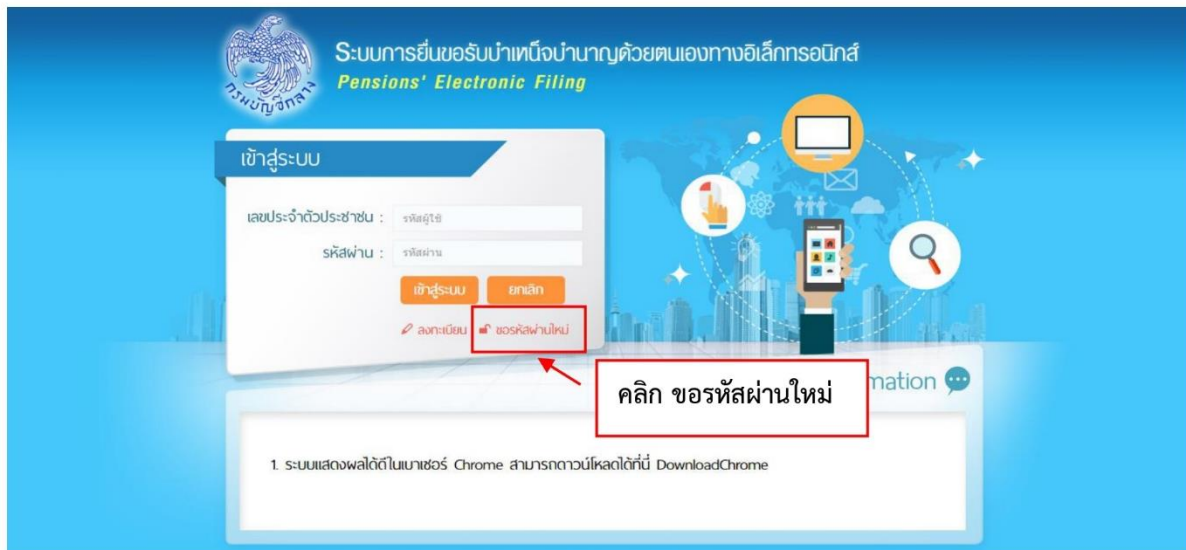 ระบบการยื่นขอรับบำเหน็จบำนาญด้วยตนเองทางอิเล็กทรอนิกส์
Pensions' Electronic Filing
กรมบัญชีกลาง
เข้าสู่ระบบ
เลขประจำตัวประชาชน : รหัสผู้ใช้
รหัสผ่าน : รหัสผ่าน
เข้าสู่ระบบ ยกเลิก
ลงทะเบียน ขอรหัสผ่านใหม่
คลิก ขอรหัสผ่านใหม่
mation
1. ระบบแสดงผลได้ดีในเบาเซอร์ Chrome สามารถดาวน์โหลดได้ที่นี่ DownloadChrome